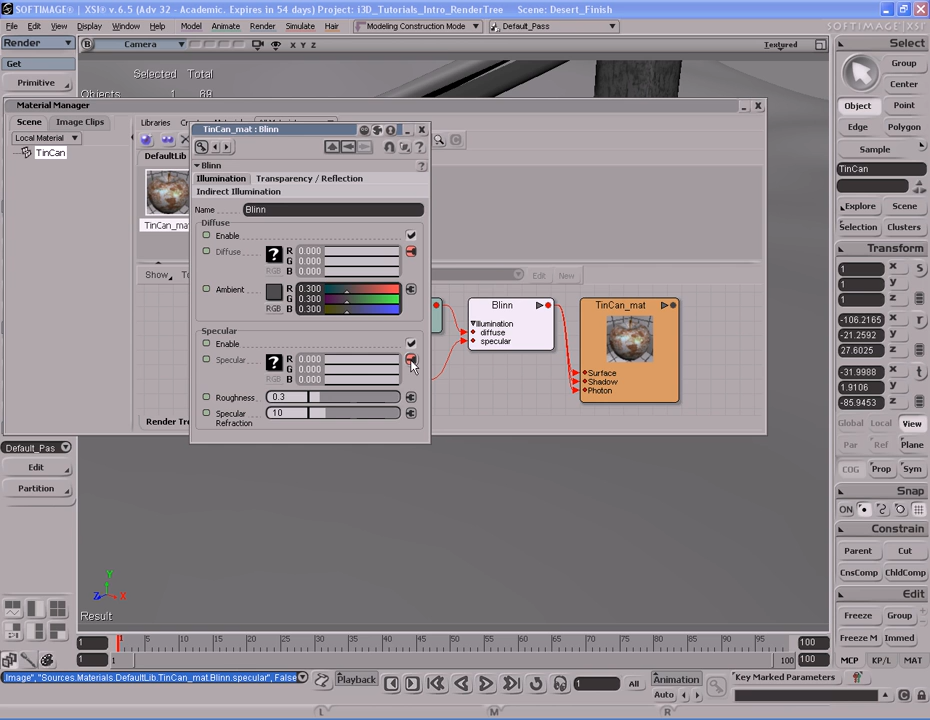 SOFTIMAGE® | XSI® v.6.5 (Adv 32 - Academic. Expires in 54 days) Project: i3D_Tutorials_Intro_RenderTree Scene: Desert_Finish
File Edit View Display Window Help Model Animate Render Simulate Hair Modeling Construction Mode Default_Pass SOFTIMAGE® | XSI
Render
Get
Primitive
B Camera X Y Z Textured
Selected Total
Objects 1 69
Material Manager
Scene Image Clips
Local Material
TinCan
Libraries
DefaultLib
TinCan_mat
Show
Edit New
Render Tre
TinCan_mat : Blinn
Blinn
Illumination Transparency / Reflection
Indirect Illumination
Name Blinn
Diffuse
Enable
Diffuse R 0.000
G 0.000
RGB B 0.000
Ambient R 0.300
G 0.300
RGB B 0.300
Specular
Enable
Specular R 0.000
G 0.000
RGB B 0.000
Roughness 0.3
Specular 10
Refraction
Blinn
Illumination
diffuse
specular
TinCan_mat
Surface
Shadow
Photon
Default_Pas
Edit
Partition
Y
Z X
Result
Select
Group
Center
Object Point
Edge Polygon
Sample
TinCan
Explore Scene
Selection Clusters
Transform
1 x s
1 y
1 z
-106.2165 x r
-21.2592 y
27.6025 z
-31.9988 x t
1.9106 y
-85.9453 z
Global Local View
Par Ref Plane
COG Prop Sym
Snap
ON
Constrain
Parent Cut
CnsComp ChldComp
Edit
Freeze Group
Freeze M Immed
MCP KP/L MAT
1 1 5 10 15 20 25 30 35 40 45 50 55 60 65 70 75 80 85 90 95 100
1 1 100 100
Image", "Sources.Materials.DefaultLib.TinCan_mat.Blinn.specular", False Playback 1 All Animation Key Marked Parameters
Auto
L M R